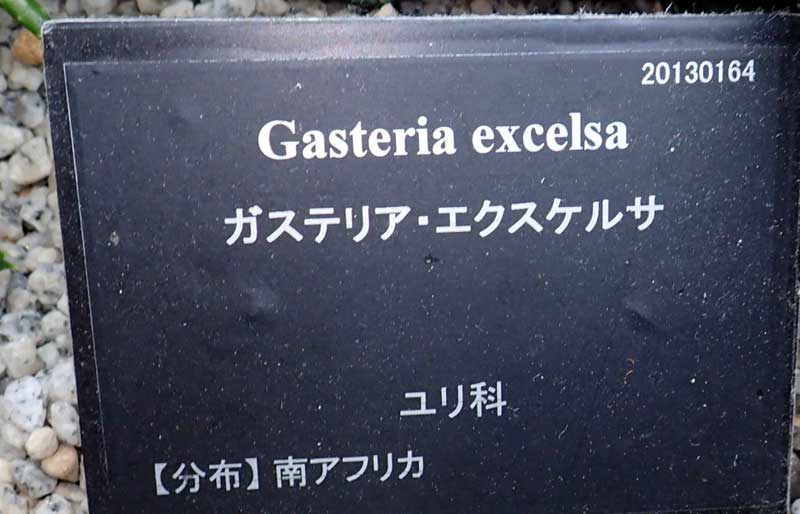 20130164
Gasteria excelsa
ガステリア・エクスケルサ
ユリ科
【分布】南アフリカ